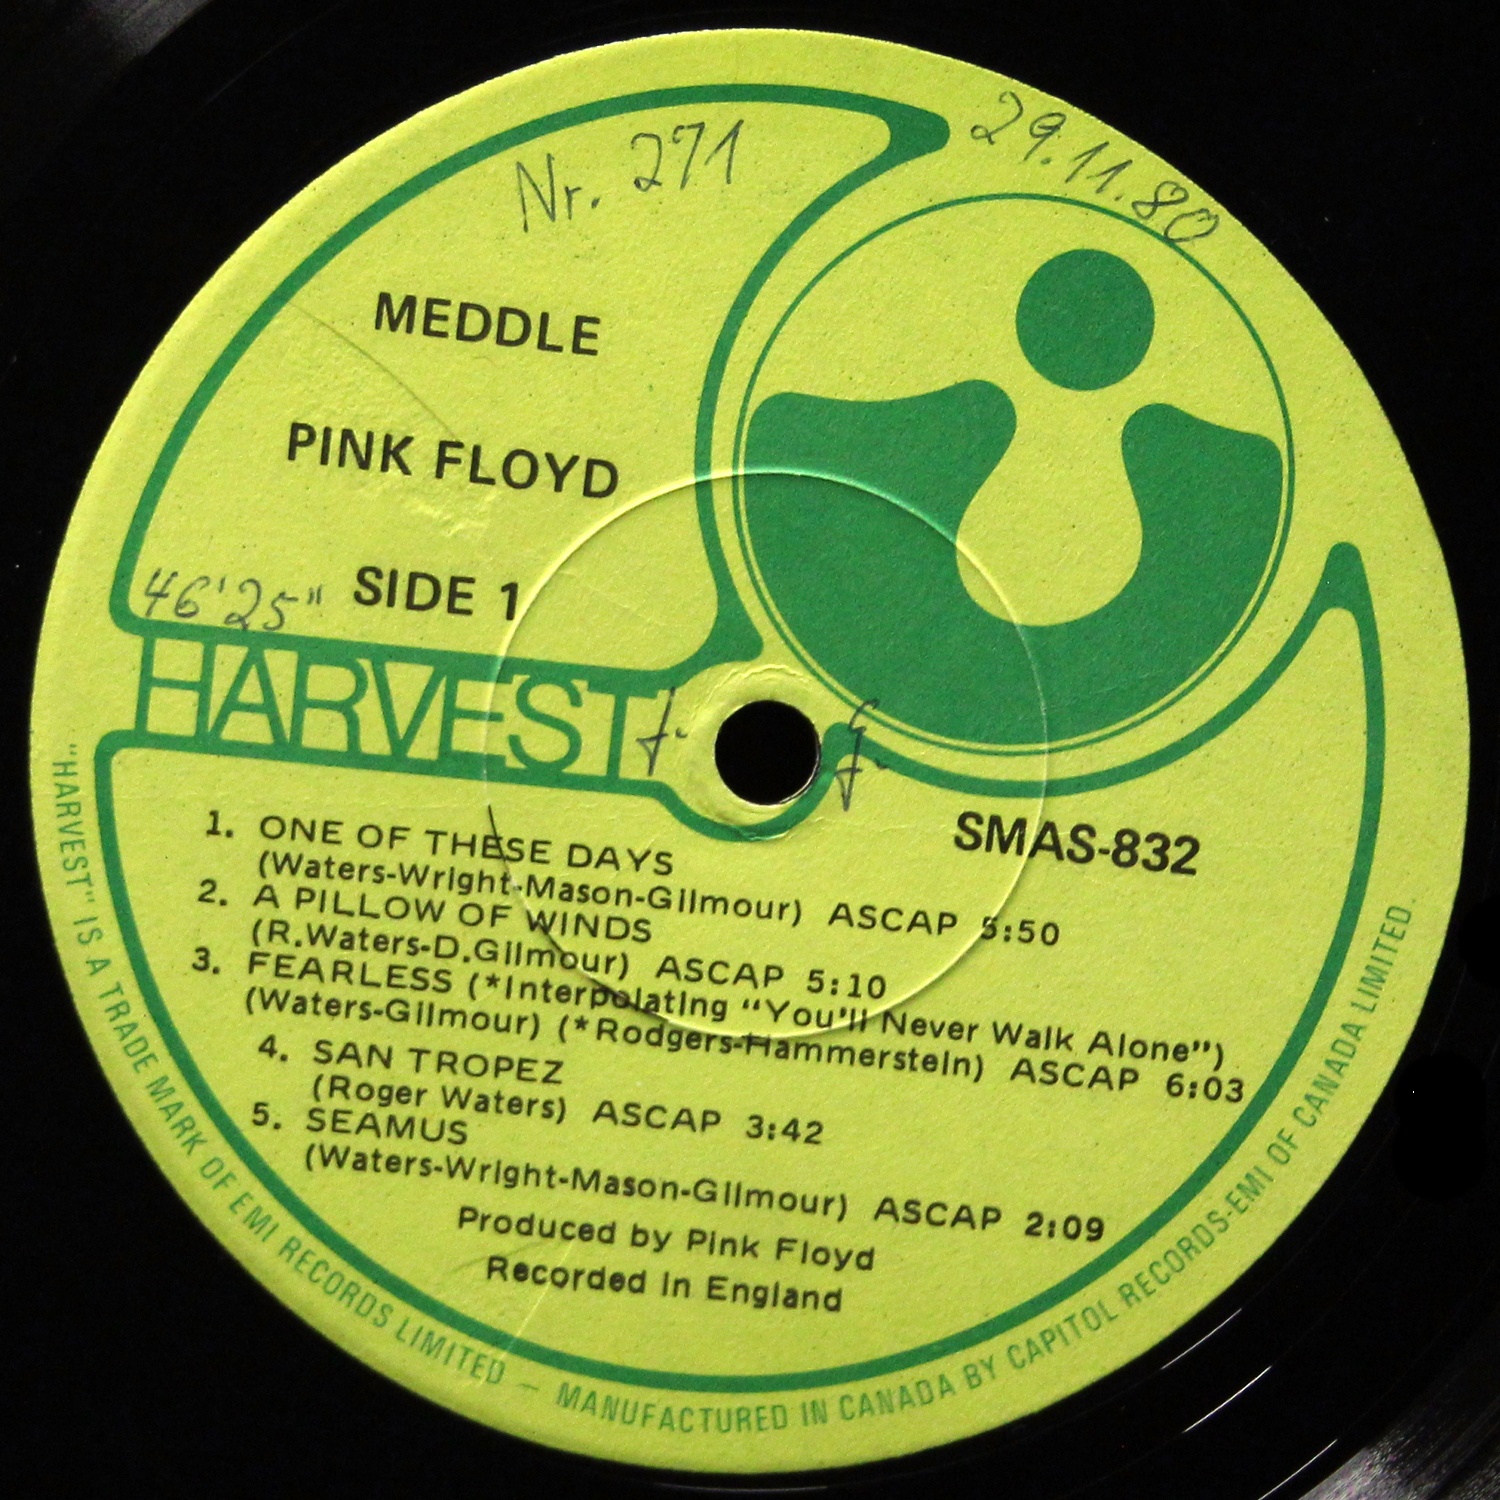 Nr. 271
29.11.80
MEDDLE
PINK FLOYD
46'25"
SIDE 1
HARVEST
SMAS-832
1. ONE OF THESE DAYS
(Waters-Wright-Mason-Gilmour) ASCAP 5:50
2. A PILLOW OF WINDS
(R.Waters-D.Gilmour) ASCAP 5:10
3. FEARLESS (*Interpolating "You'll Never Walk Alone")
(Waters-Gilmour) (*Rodgers-Hammerstein) ASCAP 6:03
4. SAN TROPEZ
(Roger Waters) ASCAP 3:42
5. SEAMUS
(Waters-Wright-Mason-Gilmour) ASCAP 2:09
Produced by Pink Floyd
Recorded in England
"HARVEST" IS A TRADE MARK OF EMI RECORDS LIMITED – MANUFACTURED IN CANADA BY CAPITOL RECORDS-EMI OF CANADA LIMITED.